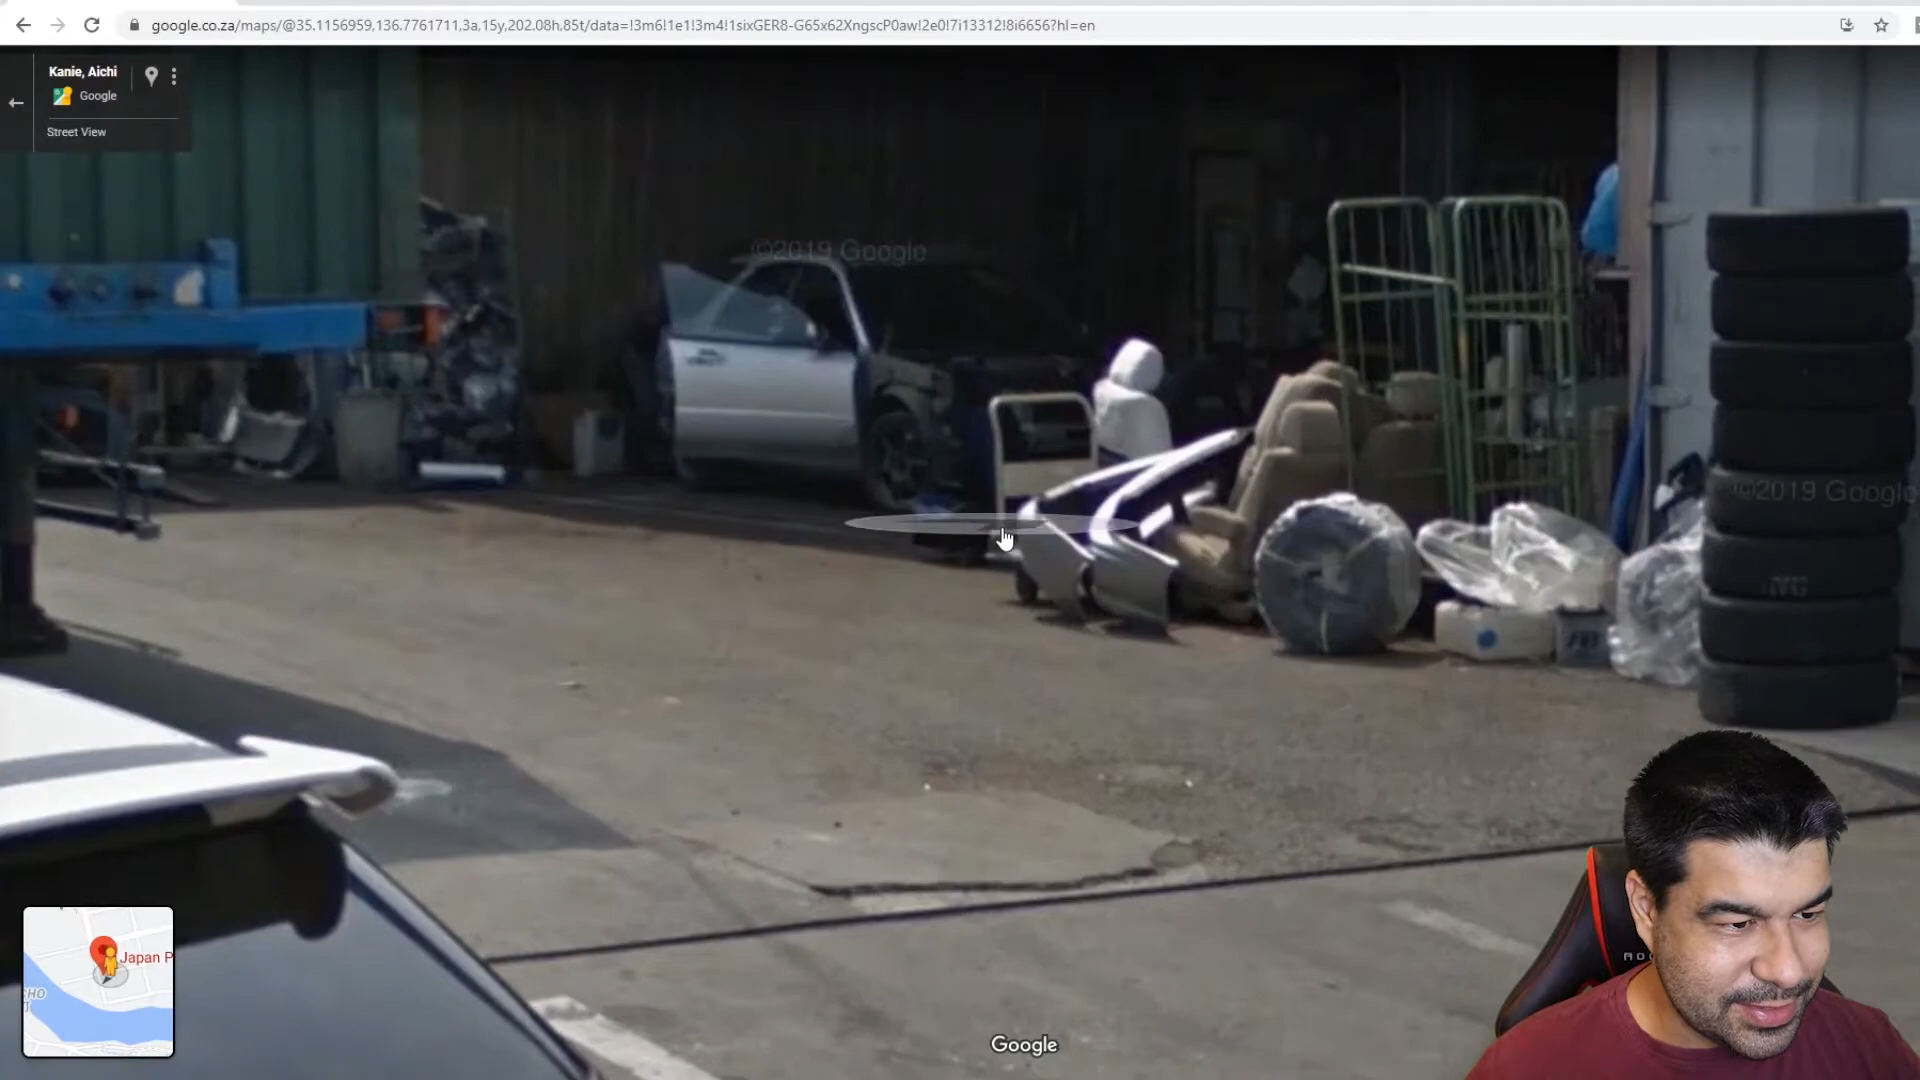 google.co.za/maps/@35.1156959,136.7761711,3a,15y,202.08h,85t/data=!3m6!1e1!3m4!1sixGER8-G65x62XngscP0aw!2e0!7i13312!8i6656?hl=en
Kanie, Aichi
Google
Street View
©2019 Google
©2019 Google
Japan P
HO
Google